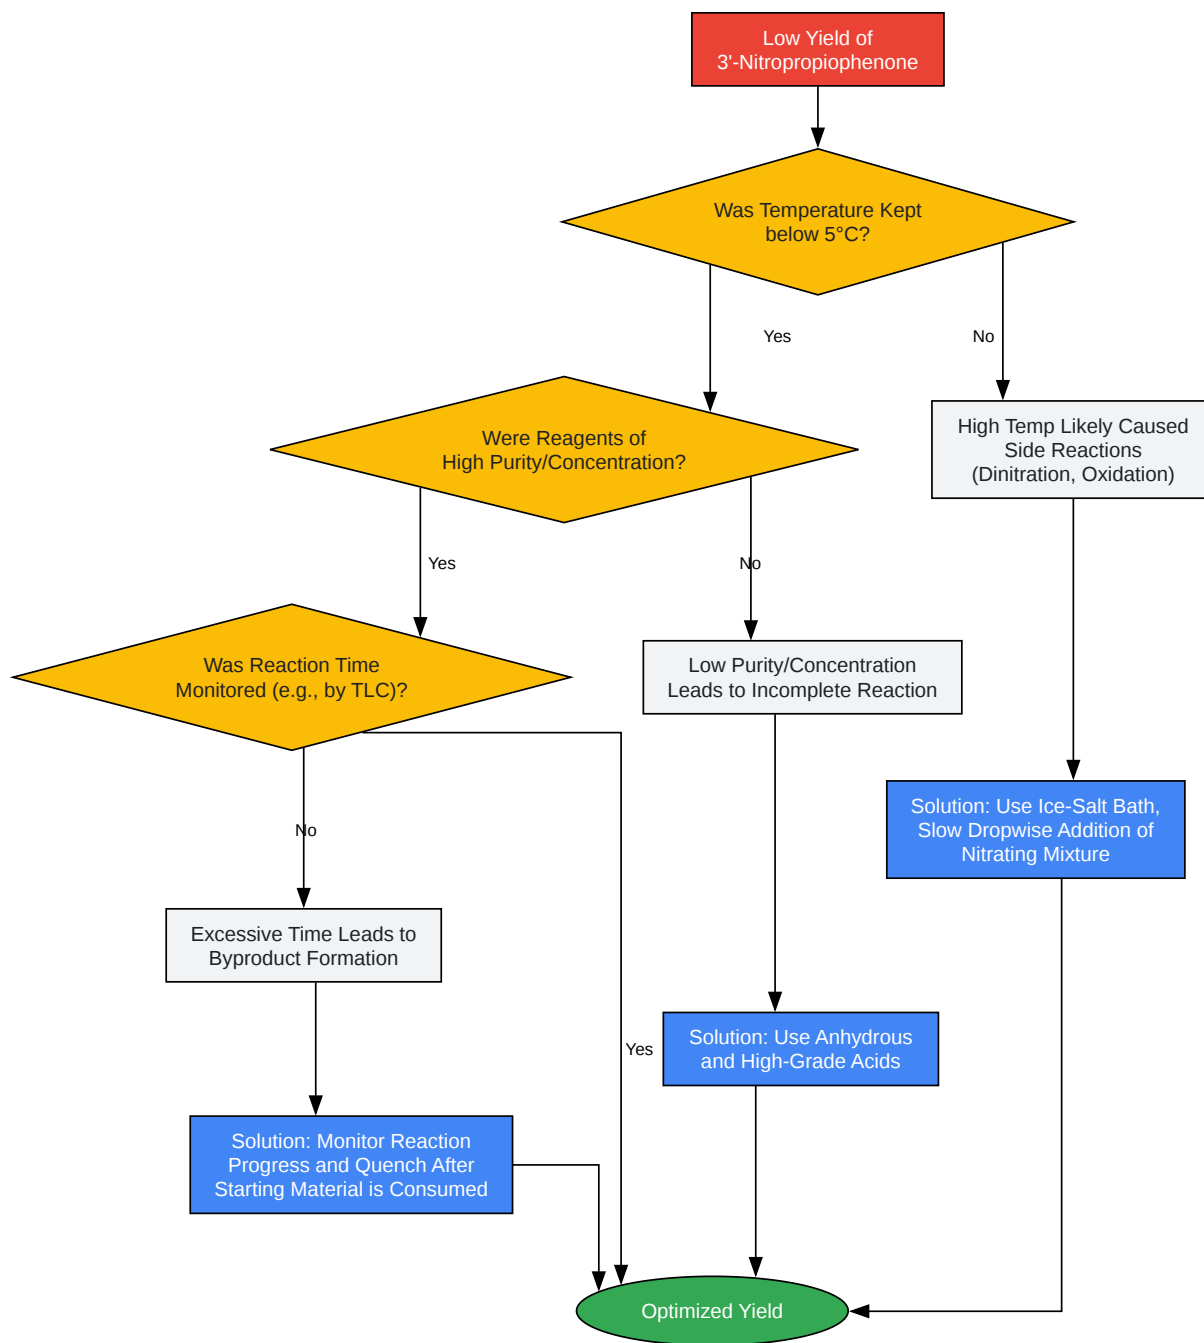 Low Yield of
3'-Nitropropiophenone
Was Temperature Kept
below 5°C?
Yes
No
Were Reagents of
High Purity/Concentration?
High Temp Likely Caused
Side Reactions
(Dinitration, Oxidation)
Yes
No
Was Reaction Time
Monitored (e.g., by TLC)?
Low Purity/Concentration
Leads to Incomplete Reaction
Solution: Use Ice-Salt Bath,
Slow Dropwise Addition of
Nitrating Mixture
No
Excessive Time Leads to
Byproduct Formation
Yes
Solution: Use Anhydrous
and High-Grade Acids
Solution: Monitor Reaction
Progress and Quench After
Starting Material is Consumed
Optimized Yield